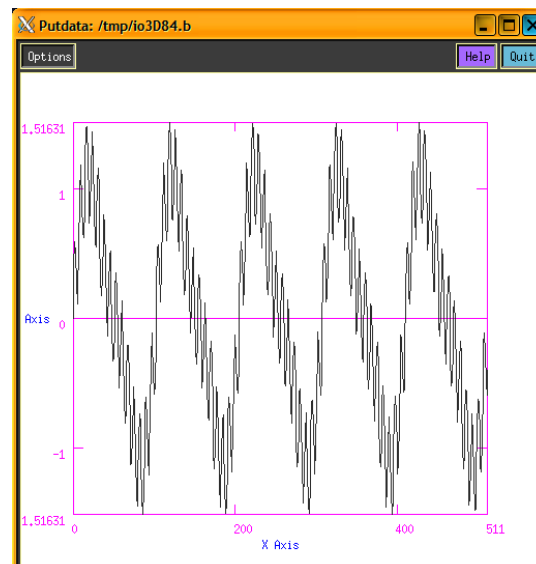 Putdata: /tmp/io3D84.b
Options Help Quit
1.51631
1
Axis 0
-1
1.51631
0 200 400 511
X Axis